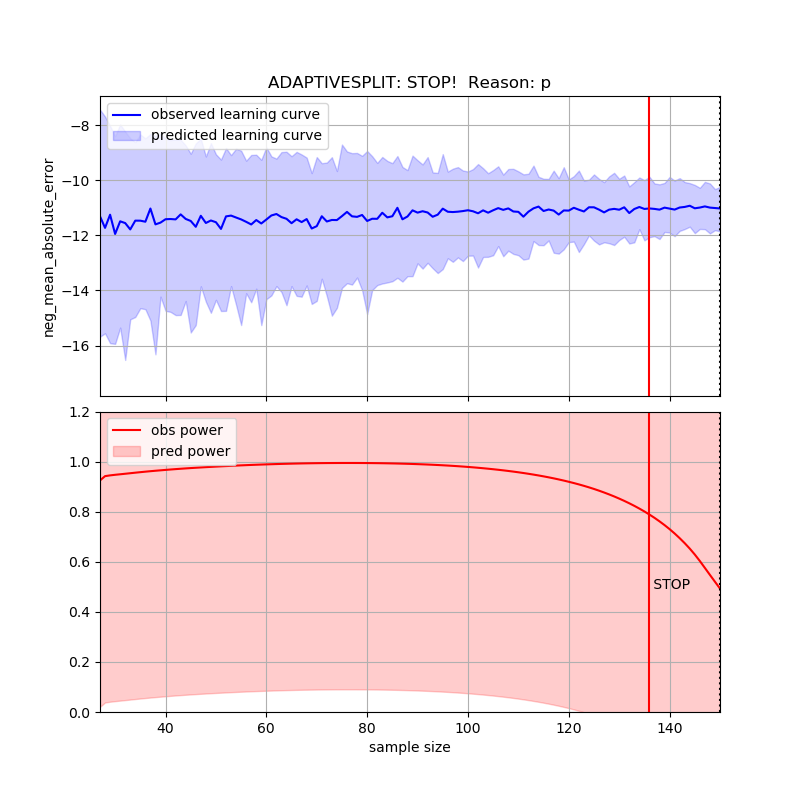 ADAPTIVESPLIT: STOP!  Reason: p
observed learning curve
predicted learning curve
neg_mean_absolute_error
−8
−10
−12
−14
−16
obs power
pred power
1.2
1.0
0.8
0.6
0.4
0.2
0.0
STOP
40 60 80 100 120 140
sample size